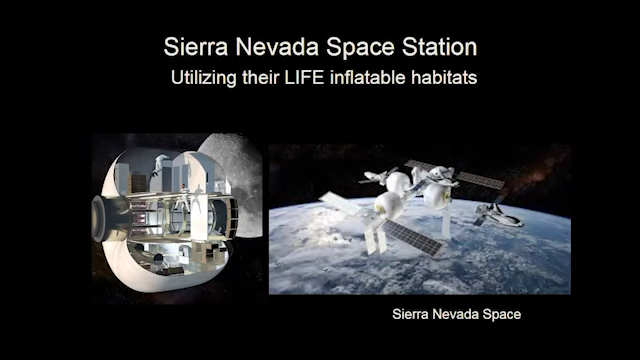 Sierra Nevada Space Station
Utilizing their LIFE inflatable habitats
Sierra Nevada Space